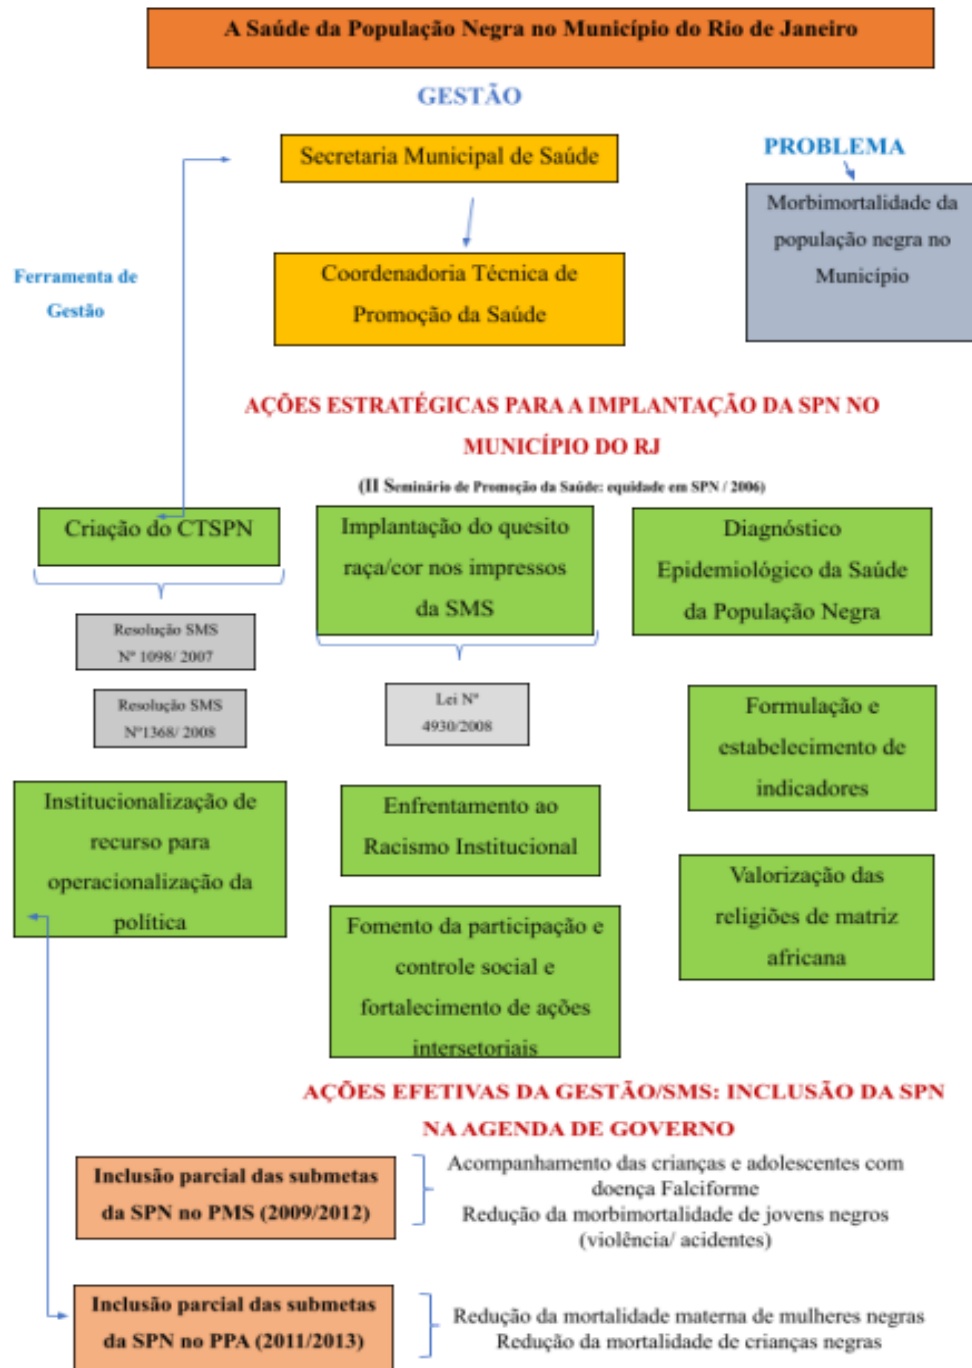 A Saúde da População Negra no Município do Rio de Janeiro
GESTÃO
Secretaria Municipal de Saúde
PROBLEMA
Morbimortalidade da
população negra no
Município
Coordenadoria Técnica de
Promoção da Saúde
Ferramenta de
Gestão
AÇÕES ESTRATÉGICAS PARA A IMPLANTAÇÃO DA SPN NO
MUNICÍPIO DO RJ
(II Seminário de Promoção da Saúde: equidade em SPN / 2006)
Criação do CTSPN
Resolução SMS
Nº 1098/ 2007
Resolução SMS
Nº1368/ 2008
Implantação do quesito
raça/cor nos impressos
da SMS
Lei Nº
4930/2008
Diagnóstico
Epidemiológico da Saúde
da População Negra
Formulação e
estabelecimento de
indicadores
Institucionalização de
recurso para
operacionalização da
política
Enfrentamento ao
Racismo Institucional
Valorização das
religiões de matriz
africana
Fomento da participação e
controle social e
fortalecimento de ações
intersetoriais
AÇÕES EFETIVAS DA GESTÃO/SMS: INCLUSÃO DA SPN
NA AGENDA DE GOVERNO
Inclusão parcial das submetas
da SPN no PMS (2009/2012)
Acompanhamento das crianças e adolescentes com
doença Falciforme
Redução da morbimortalidade de jovens negros
(violência/ acidentes)
Inclusão parcial das submetas
da SPN no PPA (2011/2013)
Redução da mortalidade materna de mulheres negras
Redução da mortalidade de crianças negras